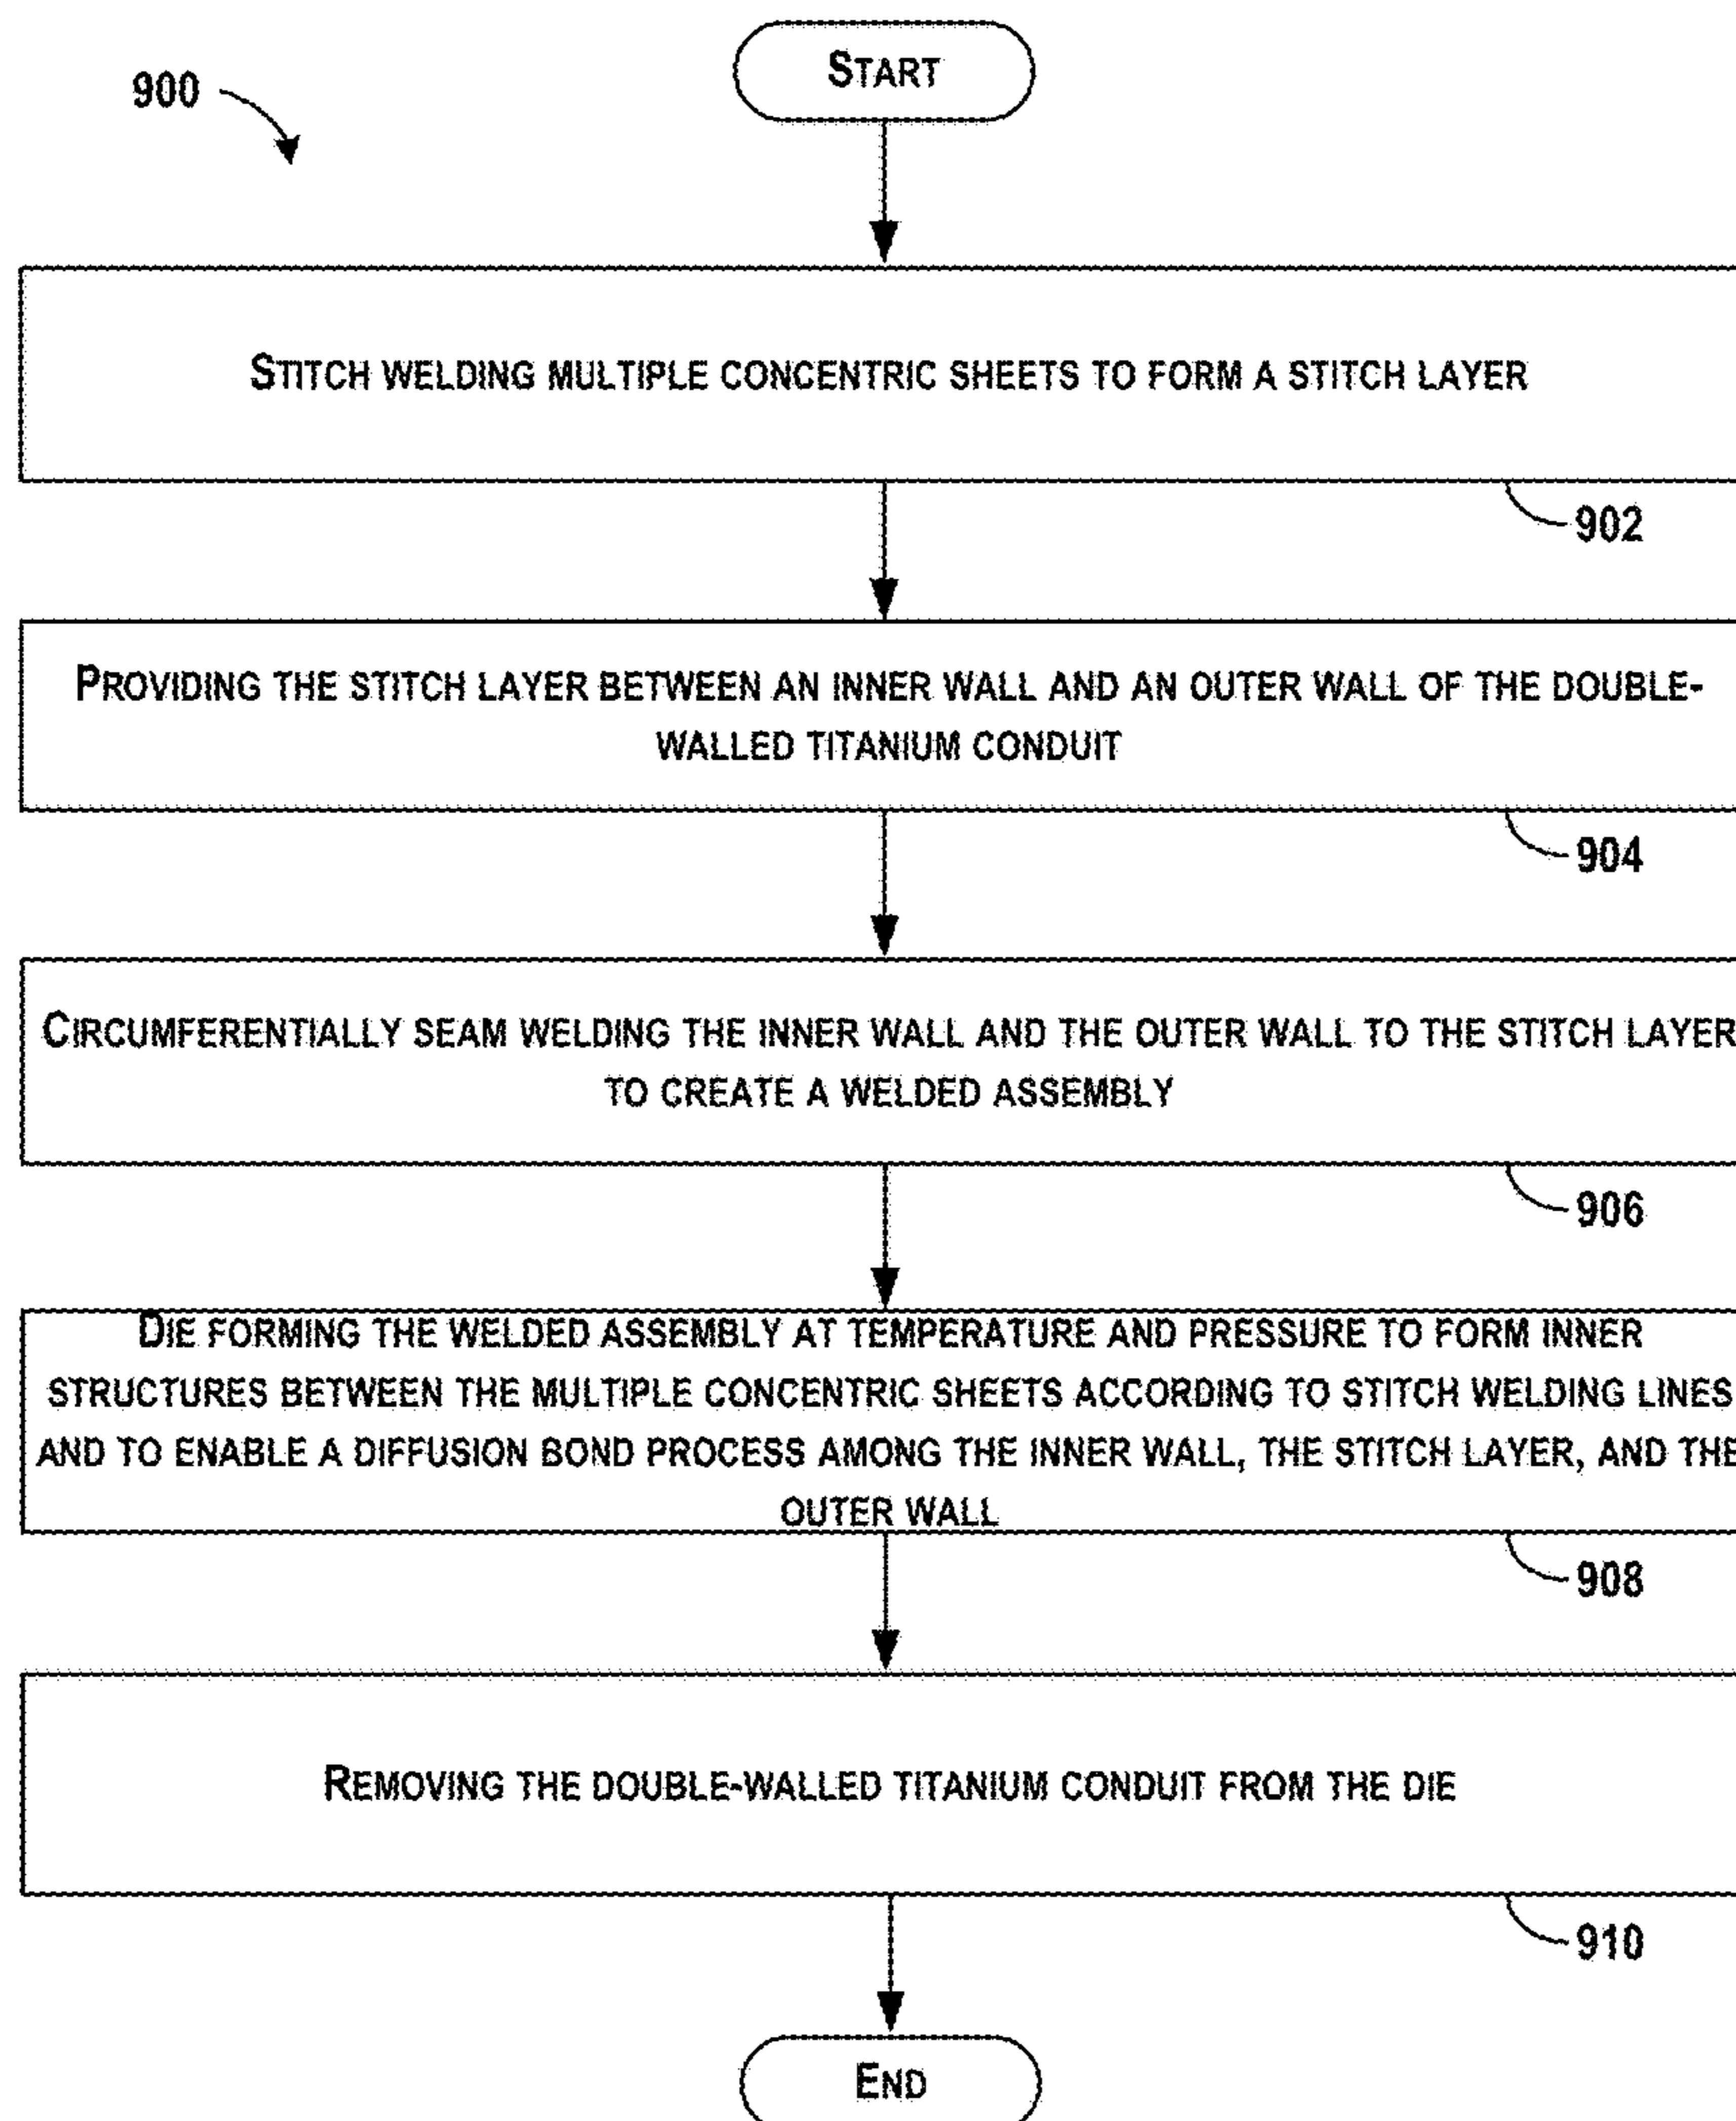 START
900
STITCH WELDING MULTIPLE CONCENTRIC SHEETS TO FORM A STITCH LAYER
902
PROVIDING THE STITCH LAYER BETWEEN AN INNER WALL AND AN OUTER WALL OF THE DOUBLE-
WALLED TITANIUM CONDUIT
904
CIRCUMFERENTIALLY SEAM WELDING THE INNER WALL AND THE OUTER WALL TO THE STITCH LAYER
TO CREATE A WELDED ASSEMBLY
906
DIE FORMING THE WELDED ASSEMBLY AT TEMPERATURE AND PRESSURE TO FORM INNER
STRUCTURES BETWEEN THE MULTIPLE CONCENTRIC SHEETS ACCORDING TO STITCH WELDING LINES
AND TO ENABLE A DIFFUSION BOND PROCESS AMONG THE INNER WALL, THE STITCH LAYER, AND THE
OUTER WALL
908
REMOVING THE DOUBLE-WALLED TITANIUM CONDUIT FROM THE DIE
910
END